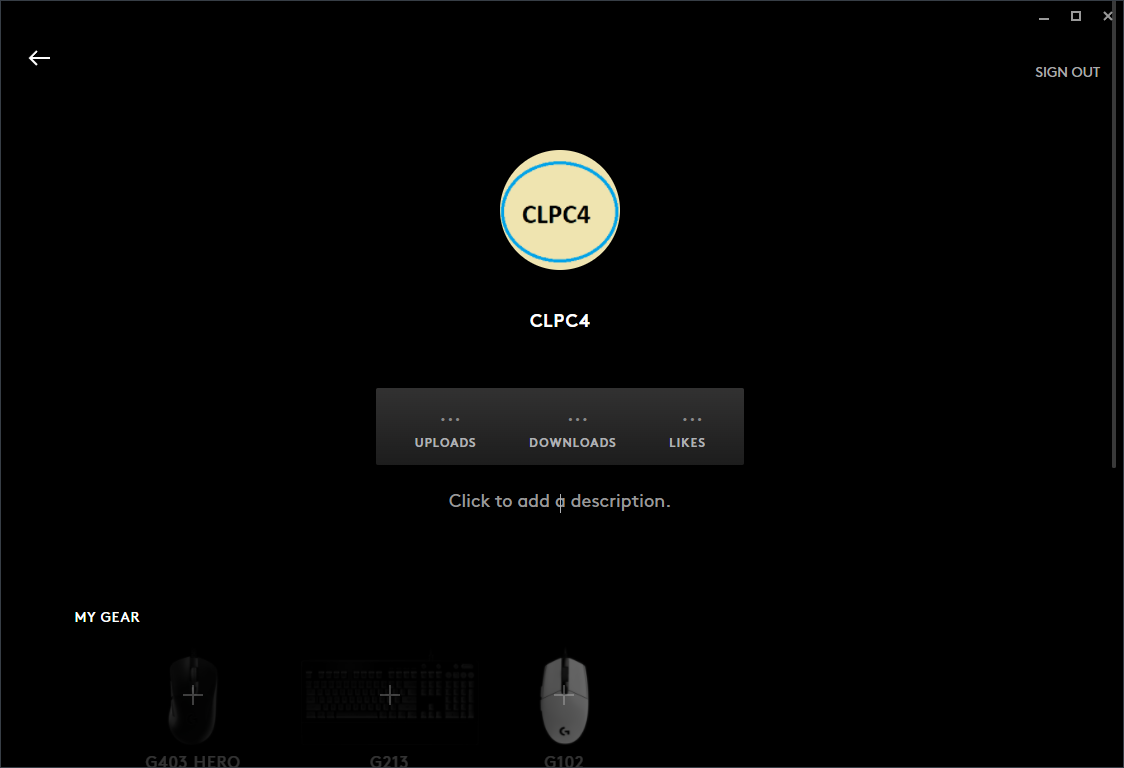 SIGN OUT
CLPC4
CLPC4
... ... ...
UPLOADS DOWNLOADS LIKES
Click to add a description.
MY GEAR
G403 HERO G213 G102